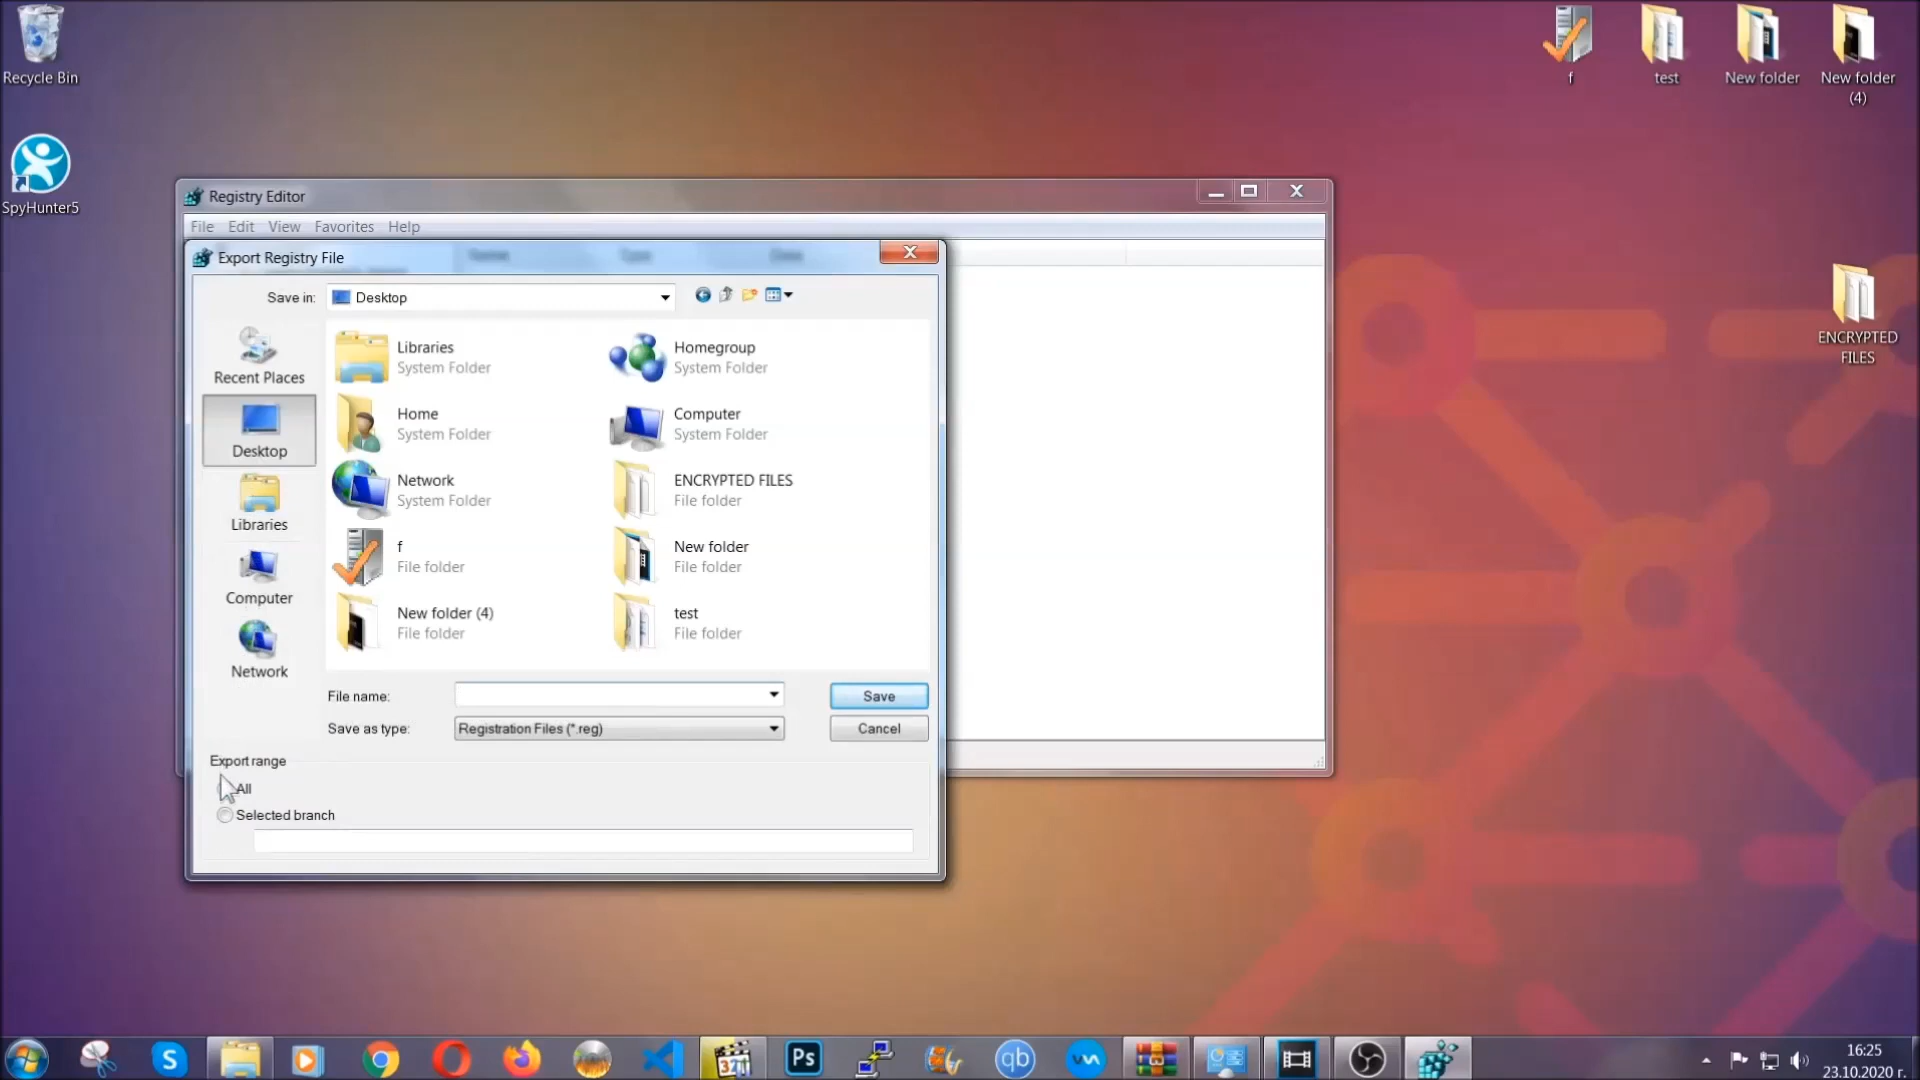 Recycle Bin
SpyHunter5
f
test
New folder
New folder
(4)
ENCRYPTED
FILES
Registry Editor
File Edit View Favorites Help
Export Registry File
Save in:
Desktop
Recent Places
Desktop
Libraries
Computer
Network
Libraries
System Folder
Homegroup
System Folder
Home
System Folder
Computer
System Folder
Network
System Folder
ENCRYPTED FILES
File folder
f
File folder
New folder
File folder
New folder (4)
File folder
test
File folder
File name:
Save
Save as type:
Registration Files (*.reg)
Cancel
Export range
All
Selected branch
S
321
Ps
qb
16:25
23.10.2020 г.